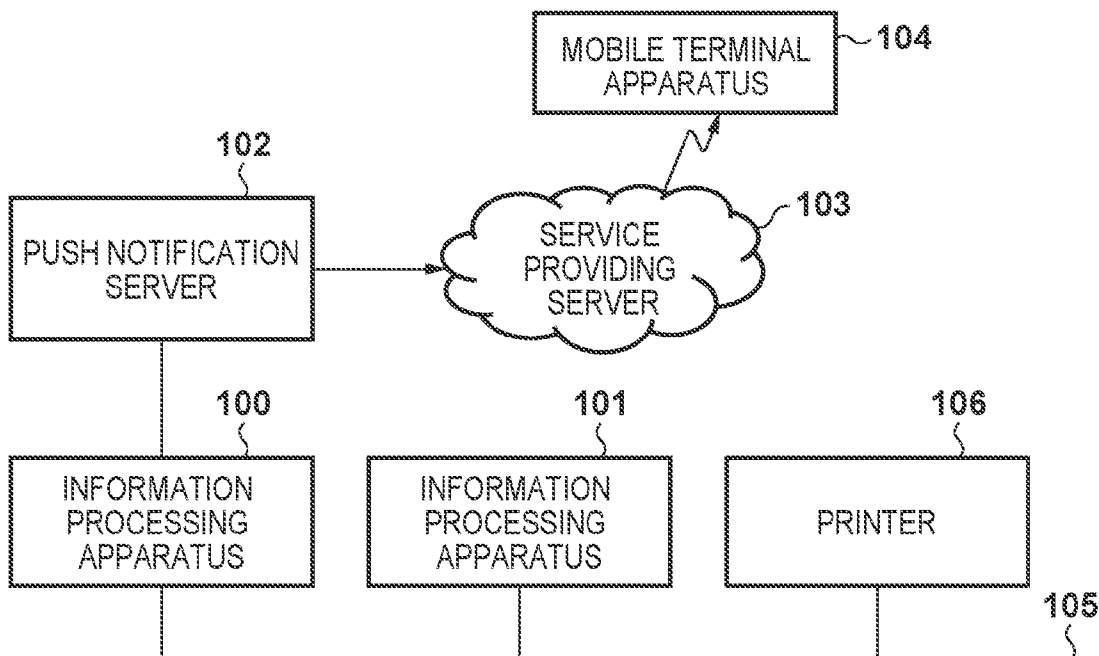 MOBILE TERMINAL
APPARATUS
104
102
PUSH NOTIFICATION
SERVER
SERVICE
PROVIDING
SERVER
103
100
INFORMATION
PROCESSING
APPARATUS
101
INFORMATION
PROCESSING
APPARATUS
106
PRINTER
105